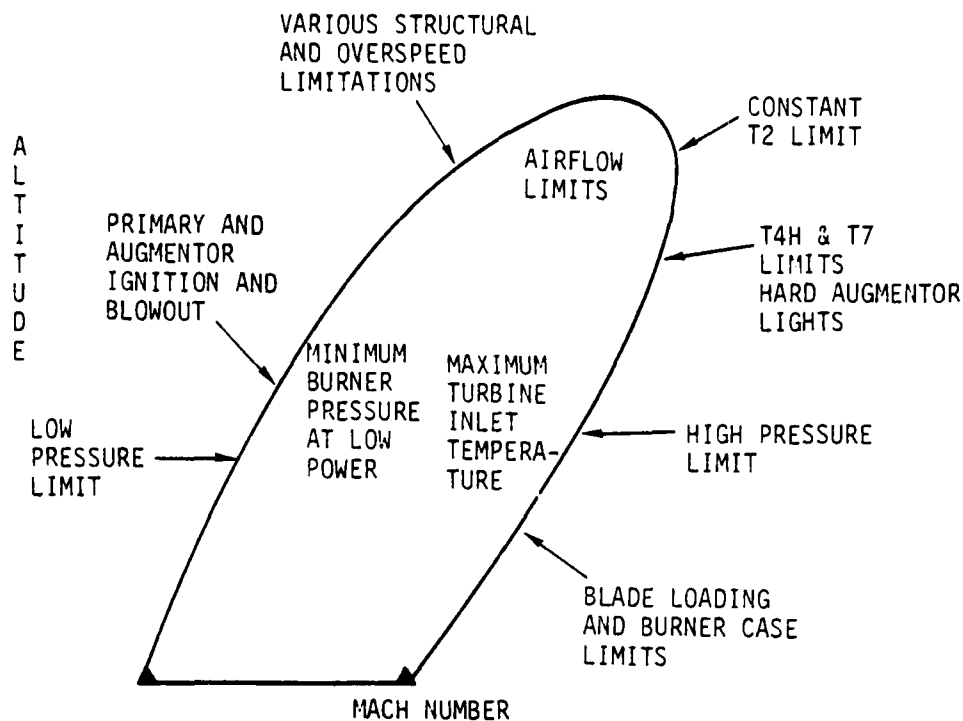 VARIOUS STRUCTURAL
AND OVERSPEED
LIMITATIONS
CONSTANT
T2 LIMIT
A
L
T
I
T
U
D
E
AIRFLOW
LIMITS
PRIMARY AND
AUGMENTOR
IGNITION AND
BLOWOUT
T4H & T7
LIMITS
HARD AUGMENTOR
LIGHTS
MINIMUM
BURNER
PRESSURE
AT LOW
POWER
MAXIMUM
TURBINE
INLET
TEMPERA-
TURE
LOW
PRESSURE
LIMIT
HIGH PRESSURE
LIMIT
BLADE LOADING
AND BURNER CASE
LIMITS
MACH NUMBER